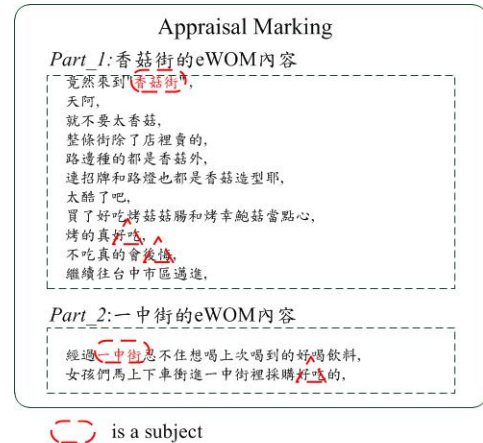 Appraisal Marking
Part_1:香菇街的eWOM內容
竟然來到"香菇街",
天阿,
就不要太香菇,
整條街除了店裡賣的,
路邊種的都是香菇外,
連招牌和路燈也都是香菇造型耶,
太酷了吧,
買了好吃烤菇菇腸和烤幸鮑菇當點心,
烤的真好吃,
不吃真的會後悔,
繼續往台中市區邁進,
Part_2:一中街的eWOM內容
經過一中街忍不住想喝上次喝到的好喝飲料,
女孩們馬上下車衝進一中街裡採購好吃的,
is a subject